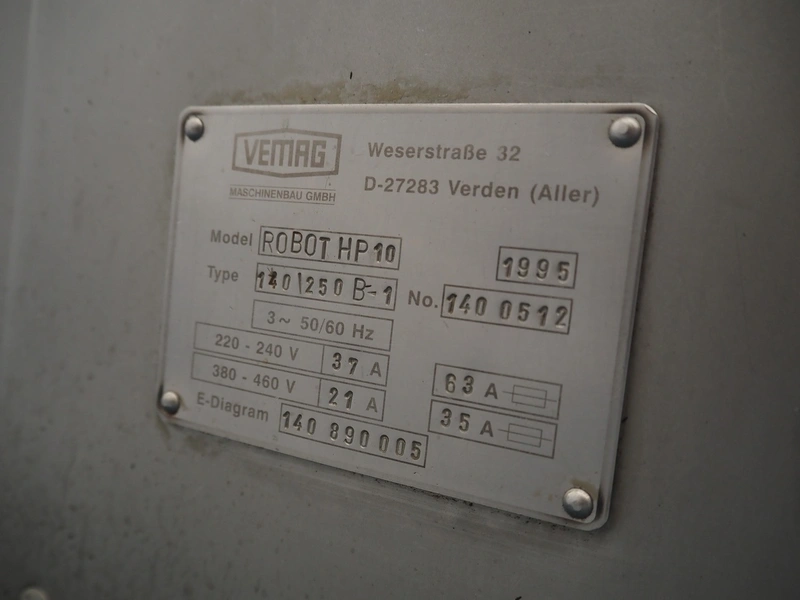 VEMAG
MASCHINENBAU GMBH
Weserstraße 32
D-27283 Verden (Aller)
Model ROBOT HP10
1995
Type 140\250 B-1
No. 140 0512
3~ 50/60 Hz
220 - 240 V 37 A
63 A
380 - 460 V 21 A
35 A
E-Diagram 140 890 005